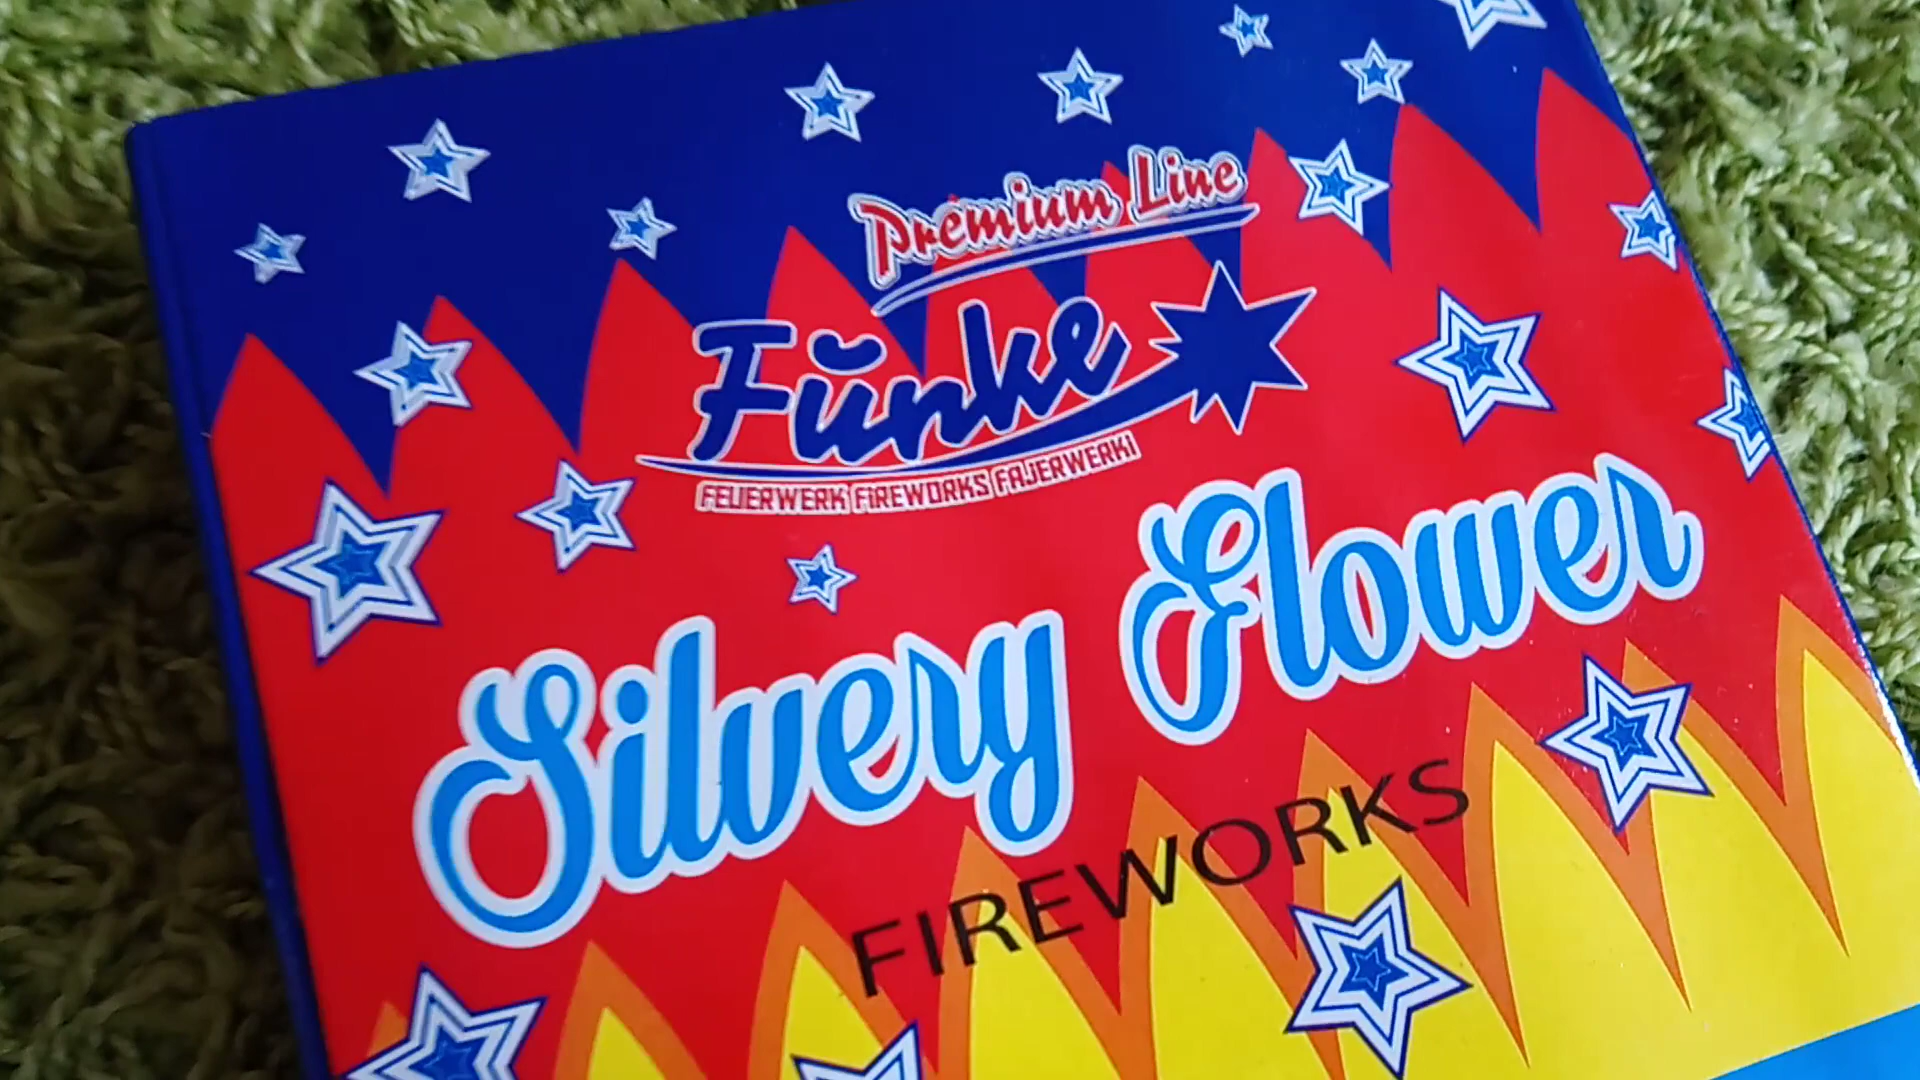 Premium Line
Fŭnke
FEUERWERK FIREWORKS FAJERWERKI
Silvery Flower
FIREWORKS